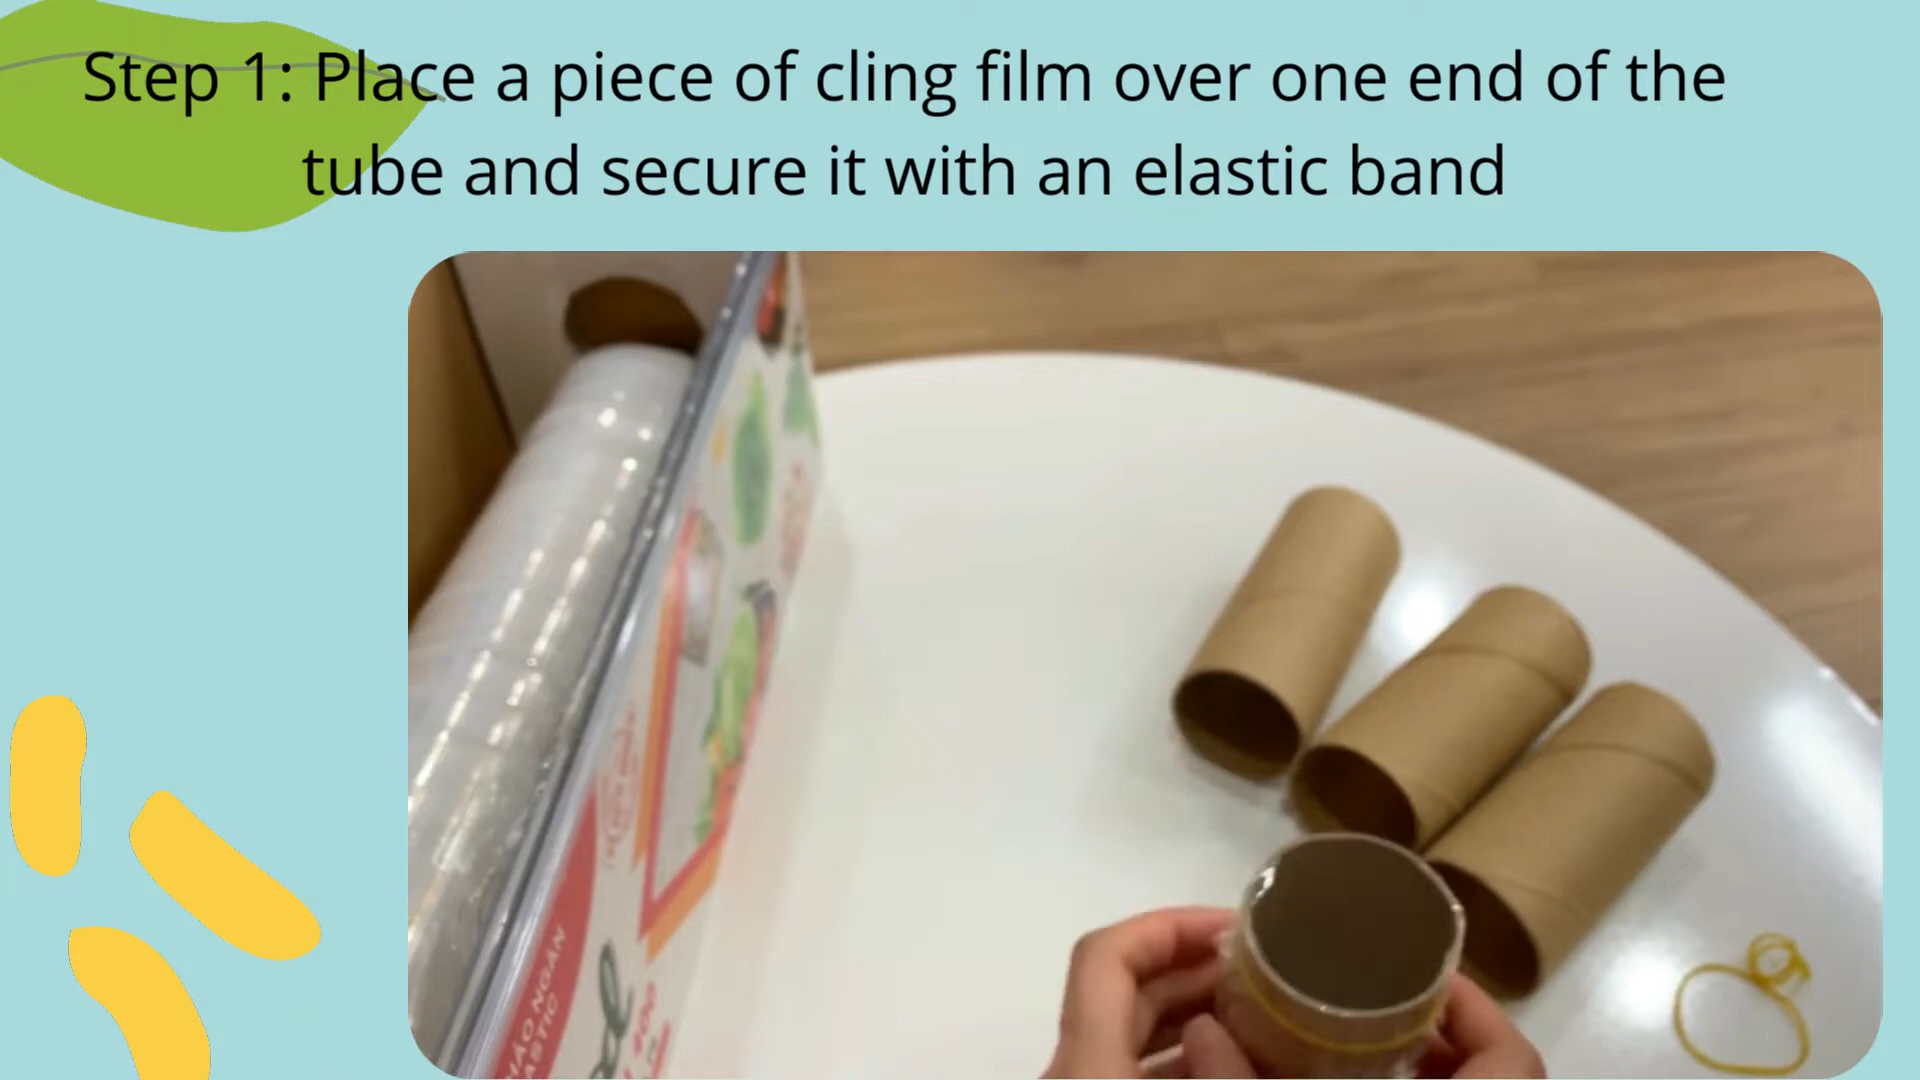 Step 1: Place a piece of cling film over one end of the
tube and secure it with an elastic band